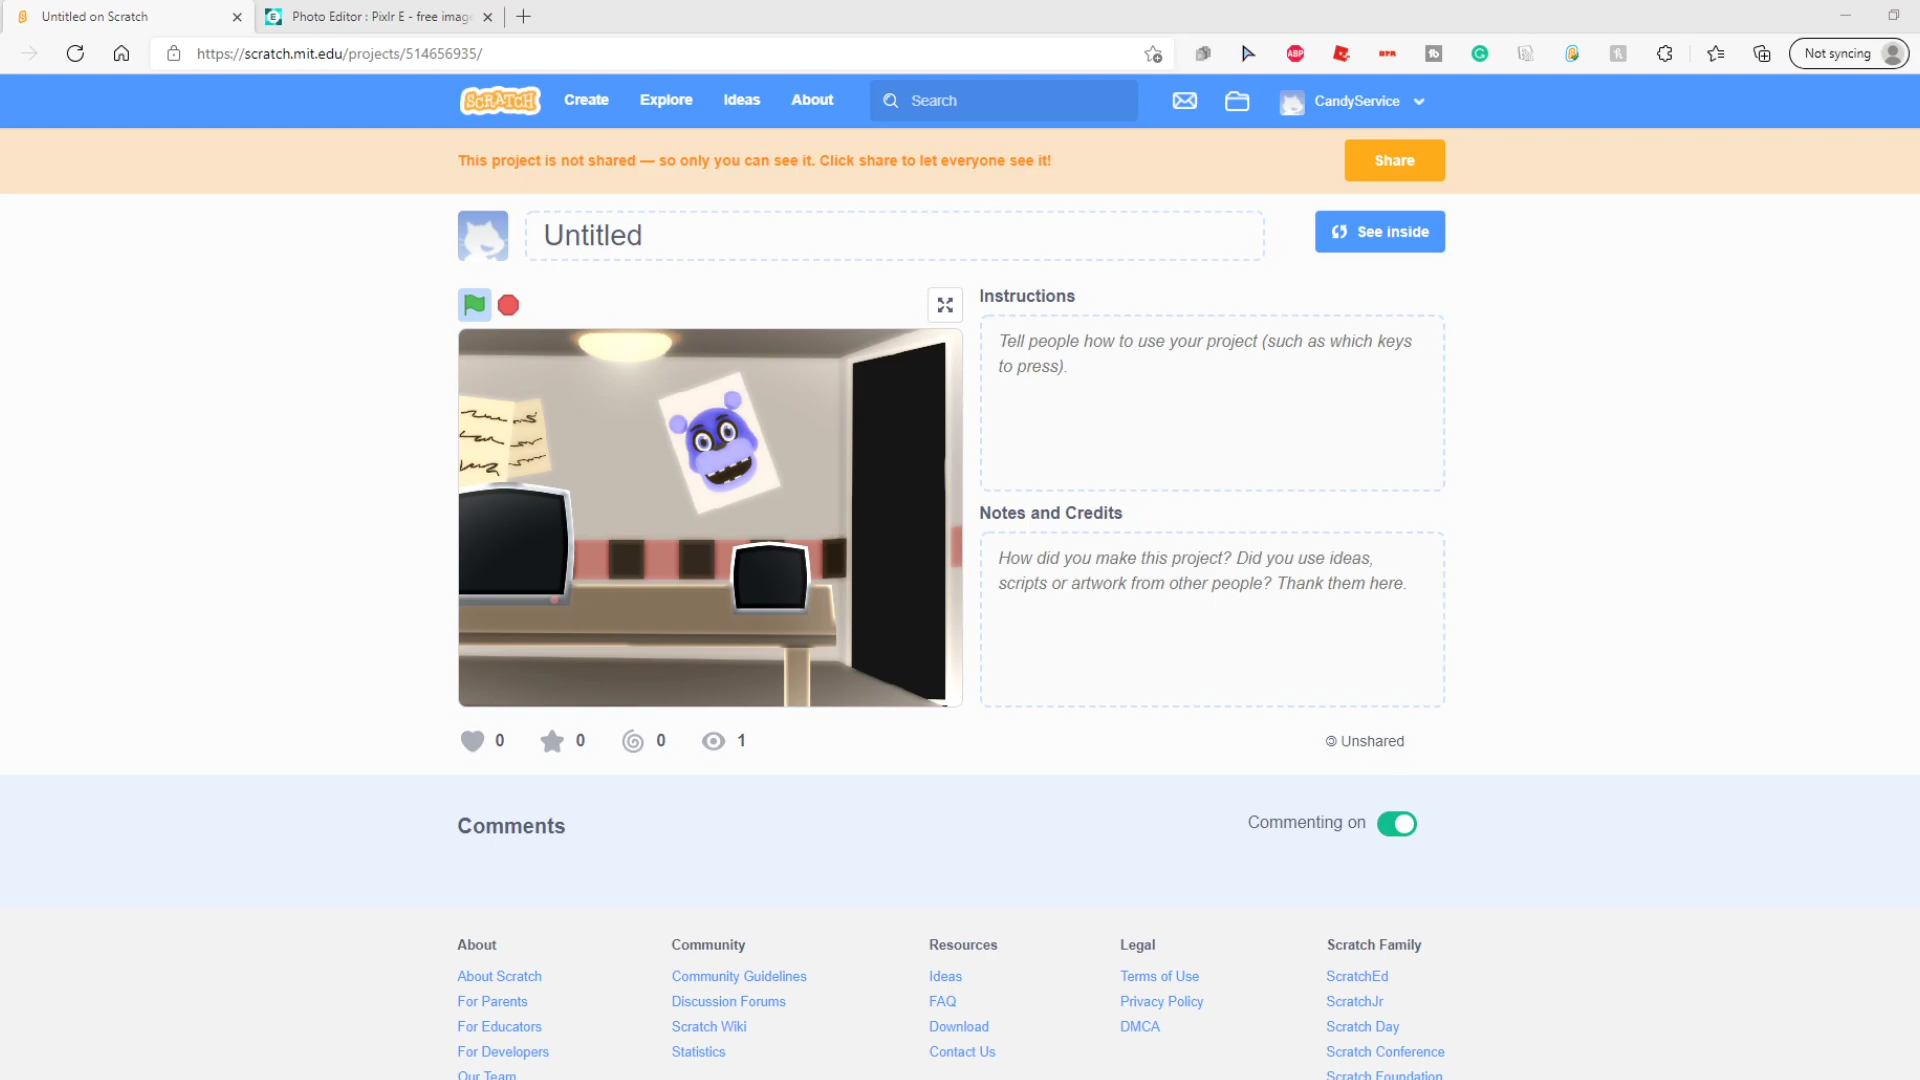 Untitled on Scratch
Photo Editor : Pixlr E - free imag
https://scratch.mit.edu/projects/514656935/
ABP
Not syncing
SCRATCH
Create
Explore
Ideas
About
Search
CandyService
This project is not shared — so only you can see it. Click share to let everyone see it!
Share
Untitled
See inside
Instructions
Tell people how to use your project (such as which keys
to press).
Notes and Credits
How did you make this project? Did you use ideas,
scripts or artwork from other people? Thank them here.
0
0
0
1
Unshared
Comments
Commenting on
About
Community
Resources
Legal
Scratch Family
About Scratch
Community Guidelines
Ideas
Terms of Use
ScratchEd
For Parents
Discussion Forums
FAQ
Privacy Policy
ScratchJr
For Educators
Scratch Wiki
Download
DMCA
Scratch Day
For Developers
Statistics
Contact Us
Scratch Conference
Our Team
Scratch Foundation